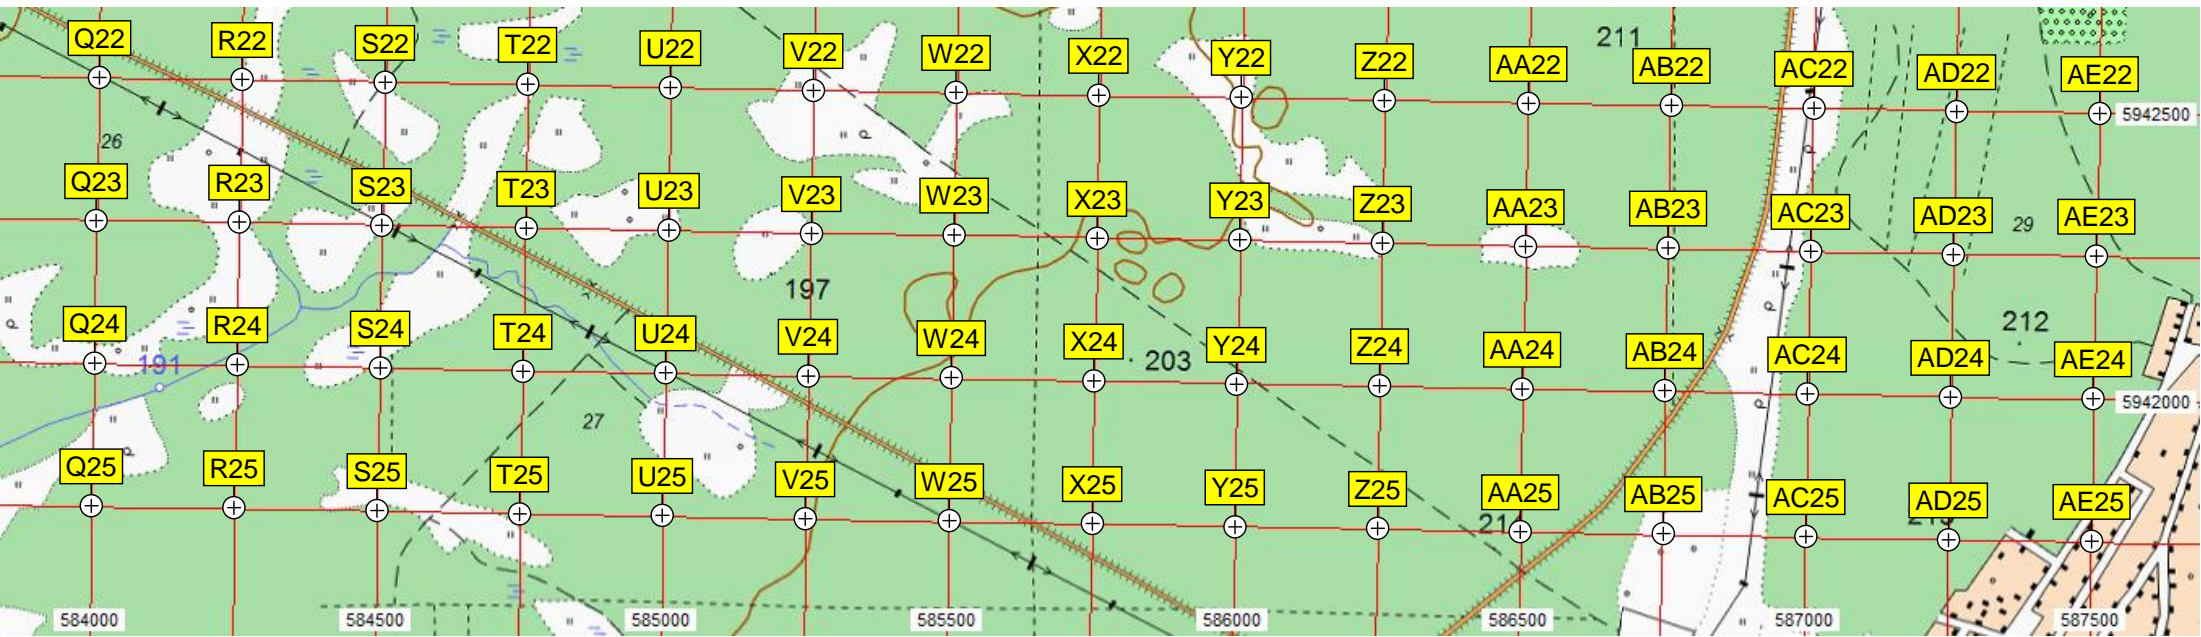 Q22 R22 S22 T22 U22 V22 W22 X22 Y22 Z22 AA22 211 AB22 AC22 AD22 AE22
5942500
26
Q23 R23 S23 T23 U23 V23 W23 X23 Y23 Z23 AA23 AB23 AC23 AD23 29 AE23
197
212
Q24 R24 S24 T24 U24 V24 W24 X24 203 Y24 Z24 AA24 AB24 AC24 AD24 AE24
191
5942000
27
Q25 R25 S25 T25 U25 V25 W25 X25 Y25 Z25 AA25 AB25 AC25 AD25 AE25
584000 584500 585000 585500 586000 586500 587000 587500